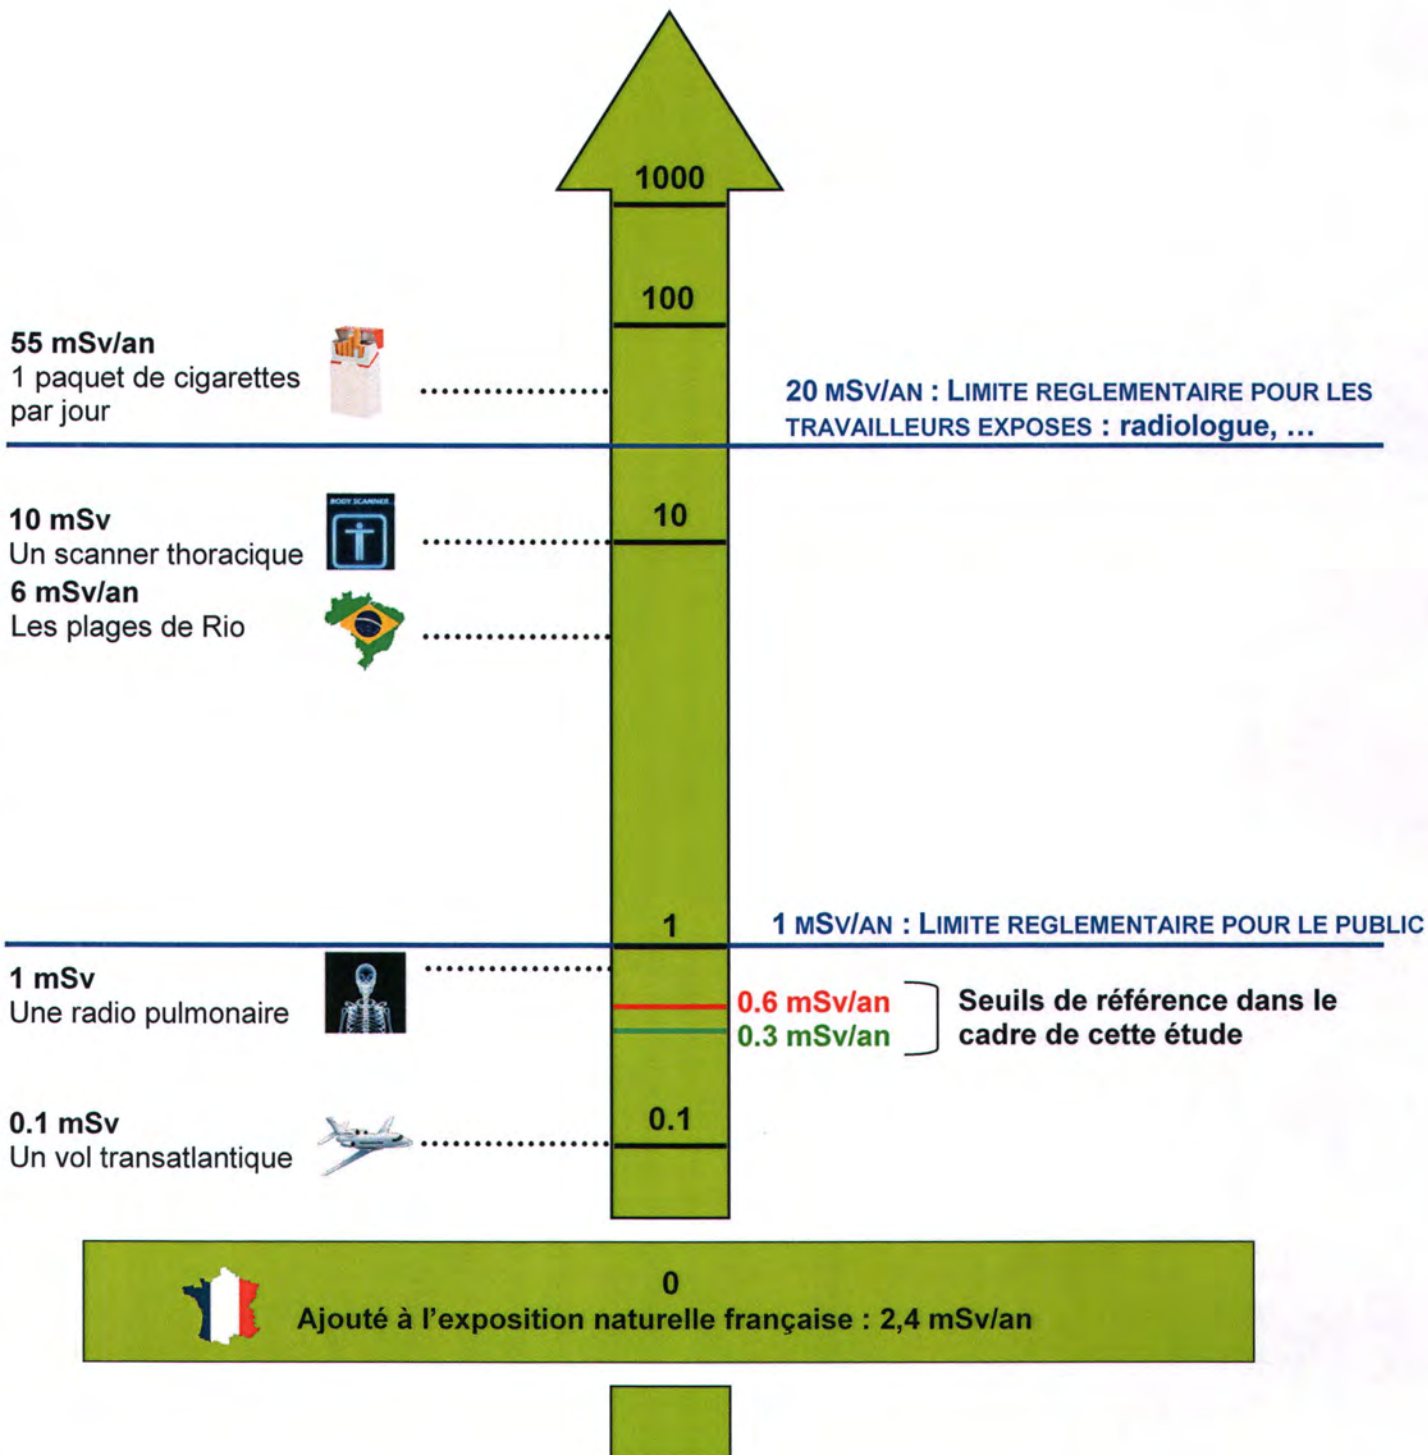 1000
100
55 mSv/an
1 paquet de cigarettes
par jour
20 MSV/AN : LIMITE REGLEMENTAIRE POUR LES
TRAVAILLEURS EXPOSES : radiologue, ...
BODY SCANNER
10 mSv
Un scanner thoracique
10
6 mSv/an
Les plages de Rio
1
1 MSV/AN : LIMITE REGLEMENTAIRE POUR LE PUBLIC
1 mSv
Une radio pulmonaire
0.6 mSv/an
0.3 mSv/an
Seuils de référence dans le
cadre de cette étude
0.1 mSv
Un vol transatlantique
0.1
0
Ajouté à l'exposition naturelle française : 2,4 mSv/an